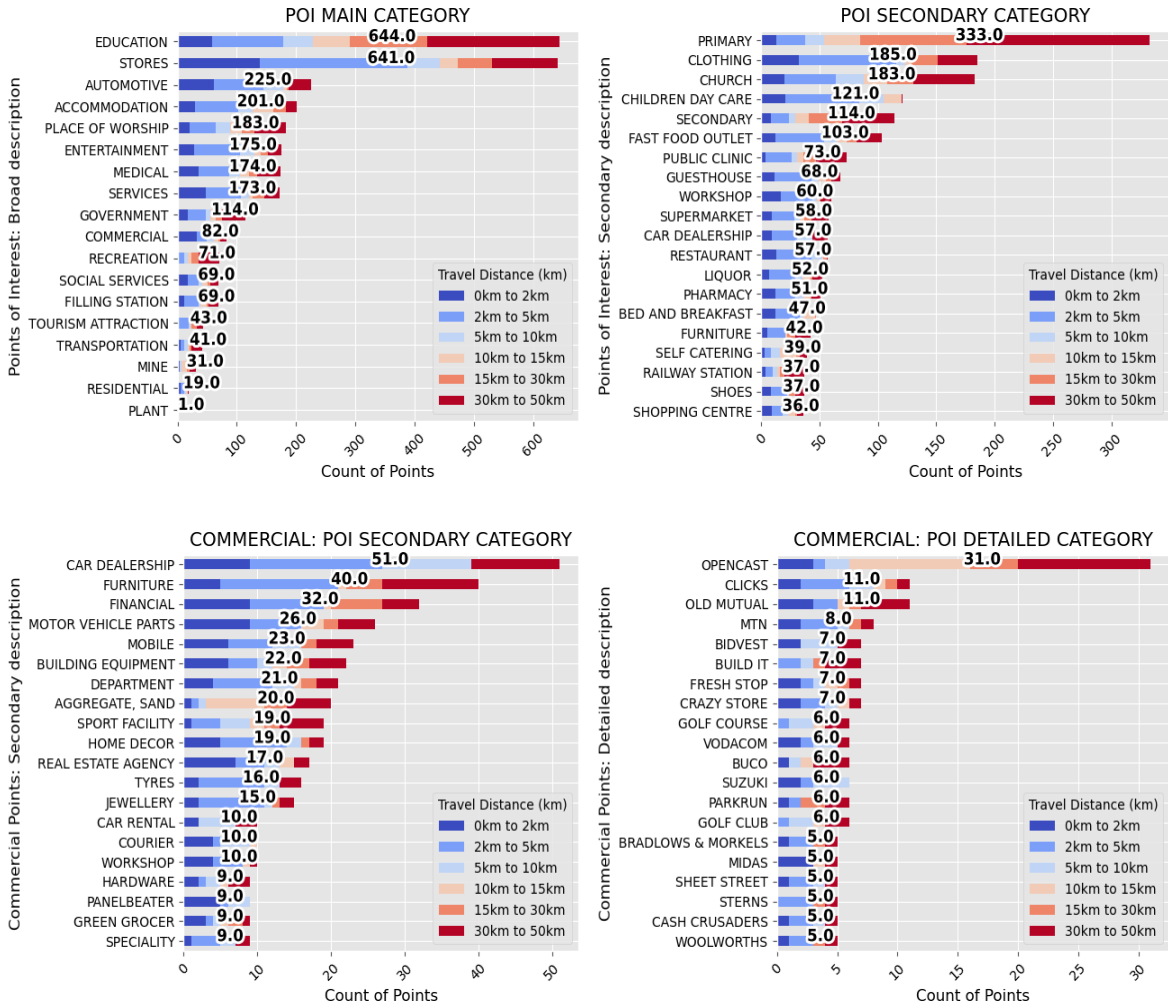 POI MAIN CATEGORY
Points of Interest: Broad description
EDUCATION 644.0
STORES 641.0
AUTOMOTIVE 225.0
ACCOMMODATION 201.0
PLACE OF WORSHIP 183.0
ENTERTAINMENT 175.0
MEDICAL 174.0
SERVICES 173.0
GOVERNMENT 114.0
COMMERCIAL 82.0
RECREATION 71.0
SOCIAL SERVICES 69.0
FILLING STATION 69.0
TOURISM ATTRACTION 43.0
TRANSPORTATION 41.0
MINE 31.0
RESIDENTIAL 19.0
PLANT 1.0
Travel Distance (km)
0km to 2km
2km to 5km
5km to 10km
10km to 15km
15km to 30km
30km to 50km
0 100 200 300 400 500 600
Count of Points
POI SECONDARY CATEGORY
Points of Interest: Secondary description
PRIMARY 333.0
CLOTHING 185.0
CHURCH 183.0
CHILDREN DAY CARE 121.0
SECONDARY 114.0
FAST FOOD OUTLET 103.0
PUBLIC CLINIC 73.0
GUESTHOUSE 68.0
WORKSHOP 60.0
SUPERMARKET 58.0
CAR DEALERSHIP 57.0
RESTAURANT 57.0
LIQUOR 52.0
PHARMACY 51.0
BED AND BREAKFAST 47.0
FURNITURE 42.0
SELF CATERING 39.0
RAILWAY STATION 37.0
SHOES 37.0
SHOPPING CENTRE 36.0
Travel Distance (km)
0km to 2km
2km to 5km
5km to 10km
10km to 15km
15km to 30km
30km to 50km
0 50 100 150 200 250 300
Count of Points
COMMERCIAL: POI SECONDARY CATEGORY
Commercial Points: Secondary description
CAR DEALERSHIP 51.0
FURNITURE 40.0
FINANCIAL 32.0
MOTOR VEHICLE PARTS 26.0
MOBILE 23.0
BUILDING EQUIPMENT 22.0
DEPARTMENT 21.0
AGGREGATE, SAND 20.0
SPORT FACILITY 19.0
HOME DECOR 19.0
REAL ESTATE AGENCY 17.0
TYRES 16.0
JEWELLERY 15.0
CAR RENTAL 10.0
COURIER 10.0
WORKSHOP 10.0
HARDWARE 9.0
PANELBEATER 9.0
GREEN GROCER 9.0
SPECIALITY 9.0
Travel Distance (km)
0km to 2km
2km to 5km
5km to 10km
10km to 15km
15km to 30km
30km to 50km
0 10 20 30 40 50
Count of Points
COMMERCIAL: POI DETAILED CATEGORY
Commercial Points: Detailed description
OPENCAST 31.0
CLICKS 11.0
OLD MUTUAL 11.0
MTN 8.0
BIDVEST 7.0
BUILD IT 7.0
FRESH STOP 7.0
CRAZY STORE 7.0
GOLF COURSE 6.0
VODACOM 6.0
BUCO 6.0
SUZUKI 6.0
PARKRUN 6.0
GOLF CLUB 6.0
BRADLOWS & MORKELS 5.0
MIDAS 5.0
SHEET STREET 5.0
STERNS 5.0
CASH CRUSADERS 5.0
WOOLWORTHS 5.0
Travel Distance (km)
0km to 2km
2km to 5km
5km to 10km
10km to 15km
15km to 30km
30km to 50km
0 5 10 15 20 25 30
Count of Points